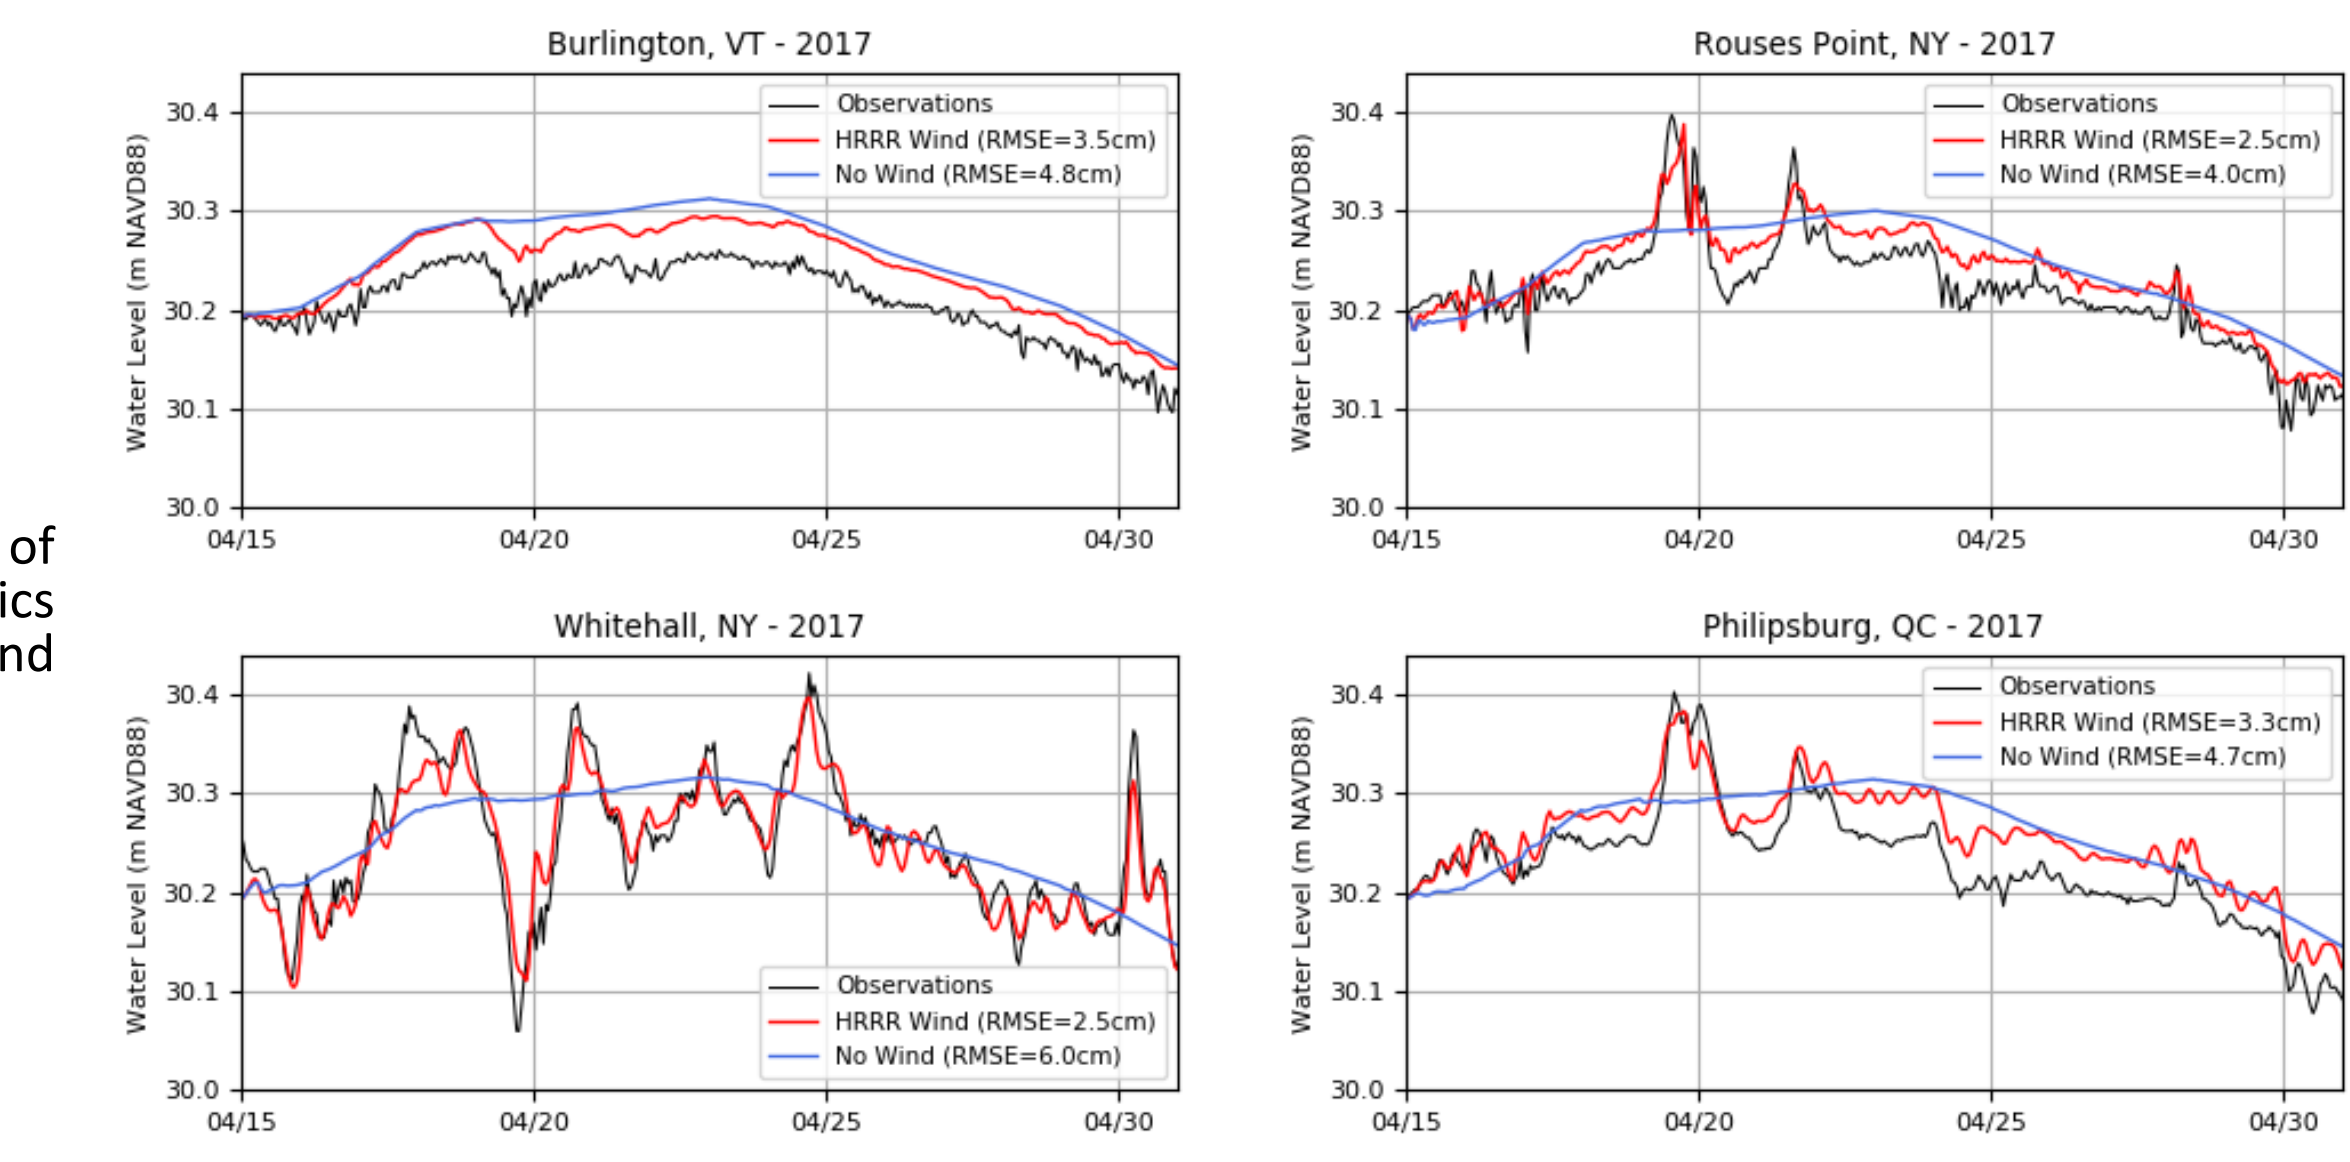 of
ics
nd
Burlington, VT - 2017
Water Level (m NAVD88)
30.4
30.3
30.2
30.1
30.0
04/15
04/20
04/25
04/30
Observations
HRRR Wind (RMSE=3.5cm)
No Wind (RMSE=4.8cm)
Rouses Point, NY - 2017
Water Level (m NAVD88)
30.4
30.3
30.2
30.1
30.0
04/15
04/20
04/25
04/30
Observations
HRRR Wind (RMSE=2.5cm)
No Wind (RMSE=4.0cm)
Whitehall, NY - 2017
Water Level (m NAVD88)
30.4
30.3
30.2
30.1
30.0
04/15
04/20
04/25
04/30
Observations
HRRR Wind (RMSE=2.5cm)
No Wind (RMSE=6.0cm)
Philipsburg, QC - 2017
Water Level (m NAVD88)
30.4
30.3
30.2
30.1
30.0
04/15
04/20
04/25
04/30
Observations
HRRR Wind (RMSE=3.3cm)
No Wind (RMSE=4.7cm)